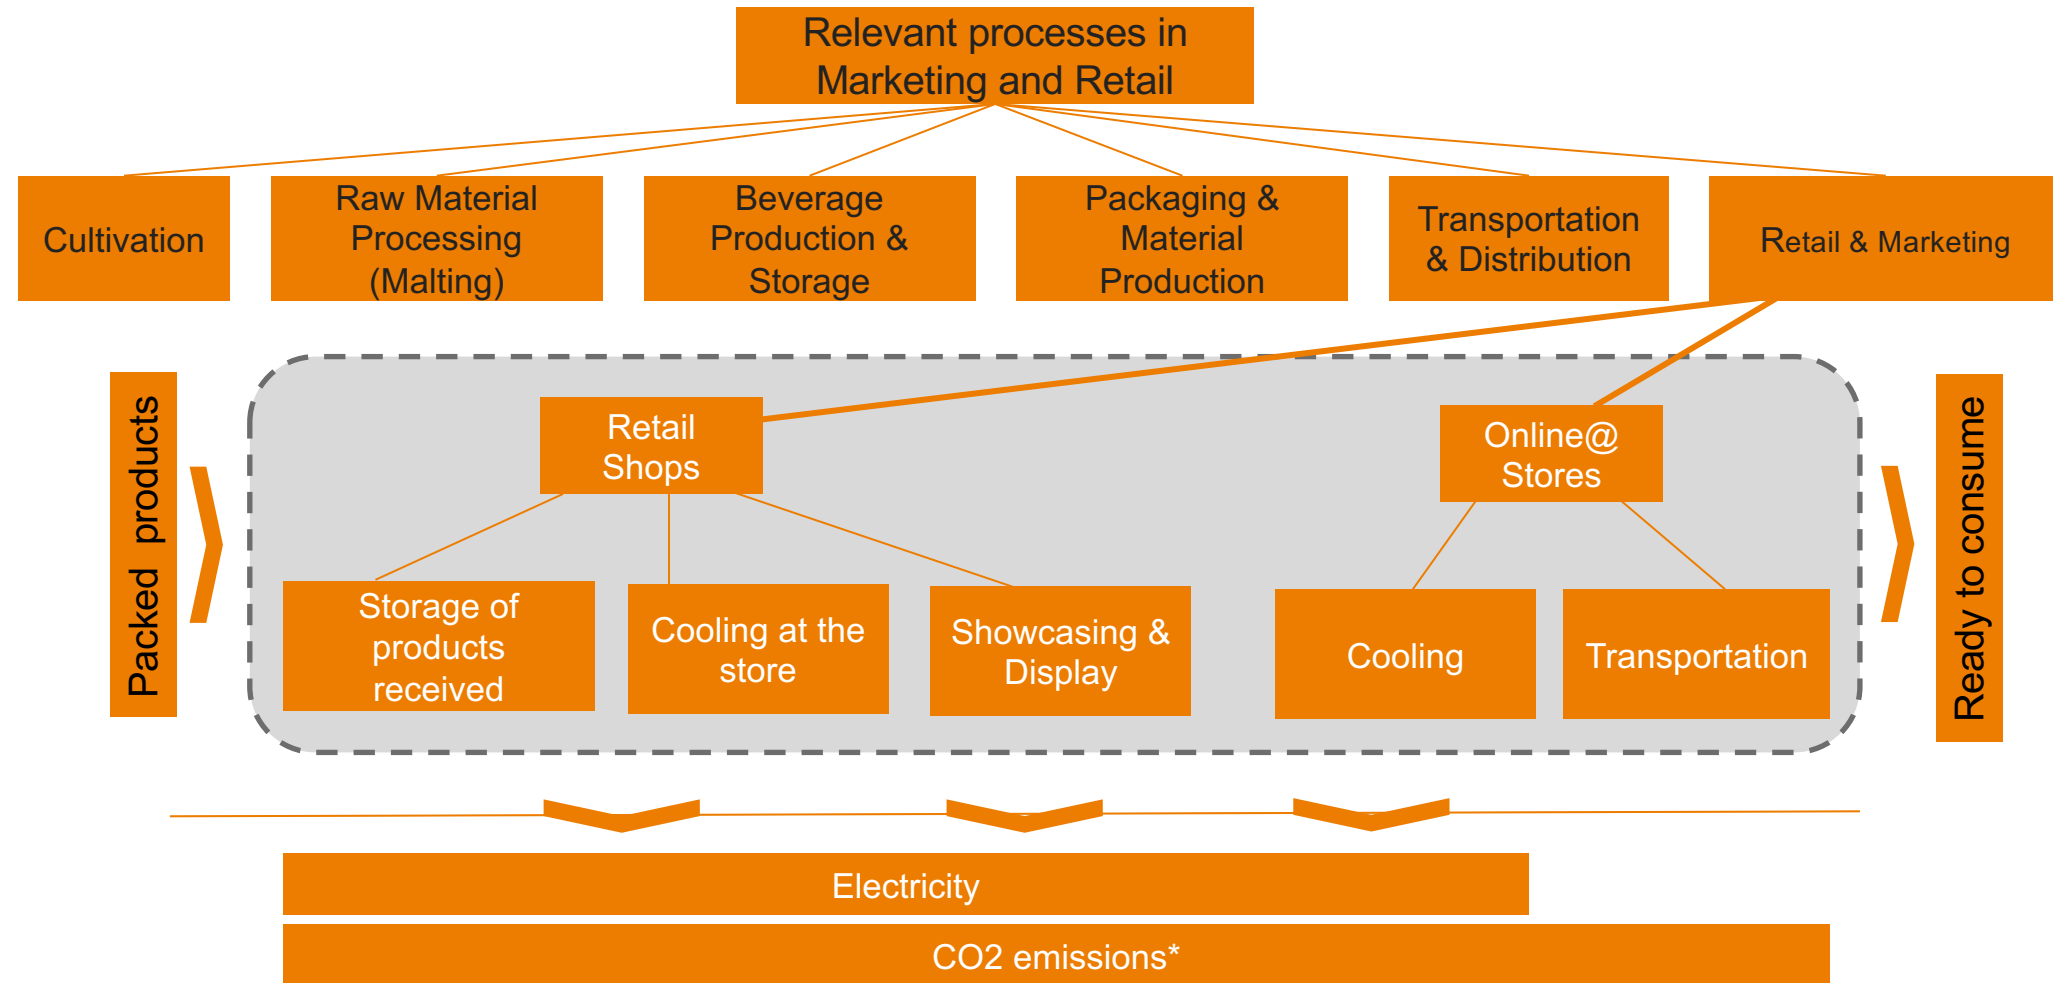 Relevant processes in
Marketing and Retail
Cultivation
Raw Material
Processing
(Malting)
Beverage
Production &
Storage
Packaging &
Material
Production
Transportation
& Distribution
Retail & Marketing
Packed products
Retail
Shops
Online@
Stores
Ready to consume
Storage of
products
received
Cooling at the
store
Showcasing &
Display
Cooling
Transportation
Electricity
CO2 emissions*